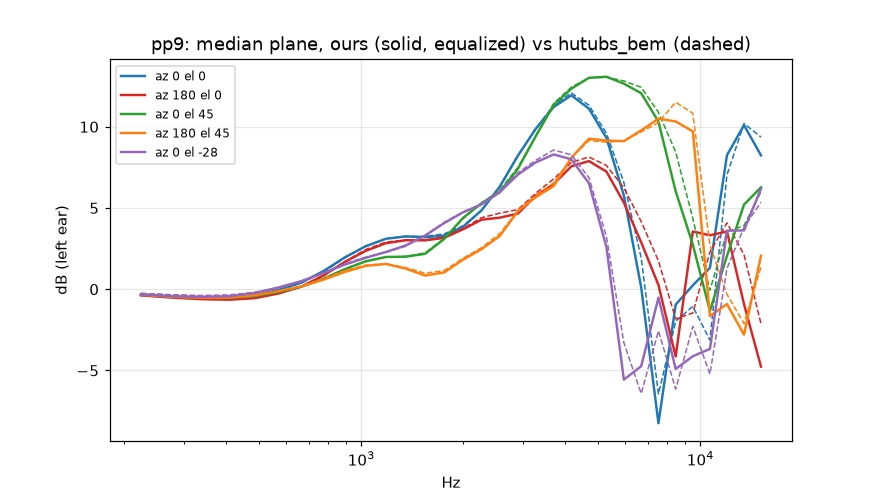 pp9: median plane, ours (solid, equalized) vs hutubs_bem (dashed)
az 0 el 0
az 180 el 0
az 0 el 45
az 180 el 45
az 0 el -28
10
5
0
−5
dB (left ear)
10³
10⁴
Hz